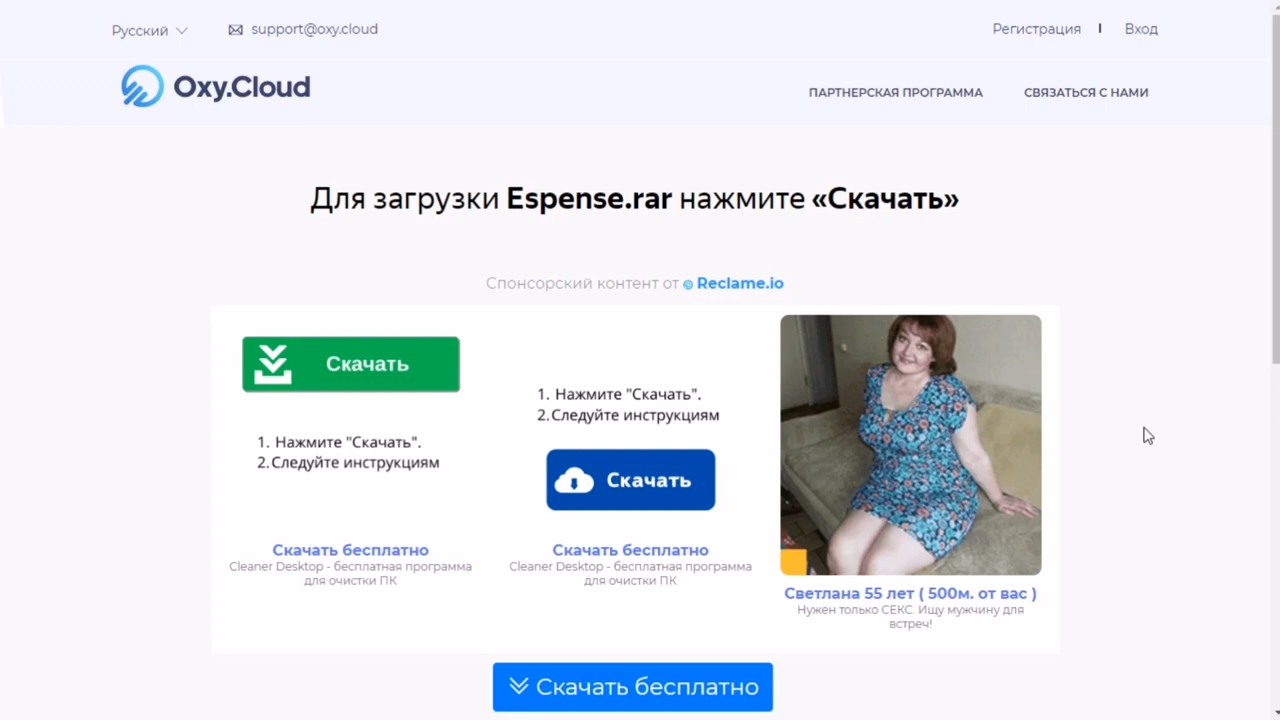 Русский
support@oxy.cloud
Регистрация
Вход
Oxy.Cloud
ПАРТНЕРСКАЯ ПРОГРАММА
СВЯЗАТЬСЯ С НАМИ
Для загрузки Espense.rar нажмите «Скачать»
Спонсорский контент от Reclame.io
Скачать
1. Нажмите "Скачать".
2.Следуйте инструкциям
Скачать бесплатно
Cleaner Desktop - бесплатная программа
для очистки ПК
1. Нажмите "Скачать".
2.Следуйте инструкциям
Скачать
Скачать бесплатно
Cleaner Desktop - бесплатная программа
для очистки ПК
Светлана 55 лет ( 500м. от вас )
Нужен только СЕКС. Ищу мужчину для
встреч!
Скачать бесплатно